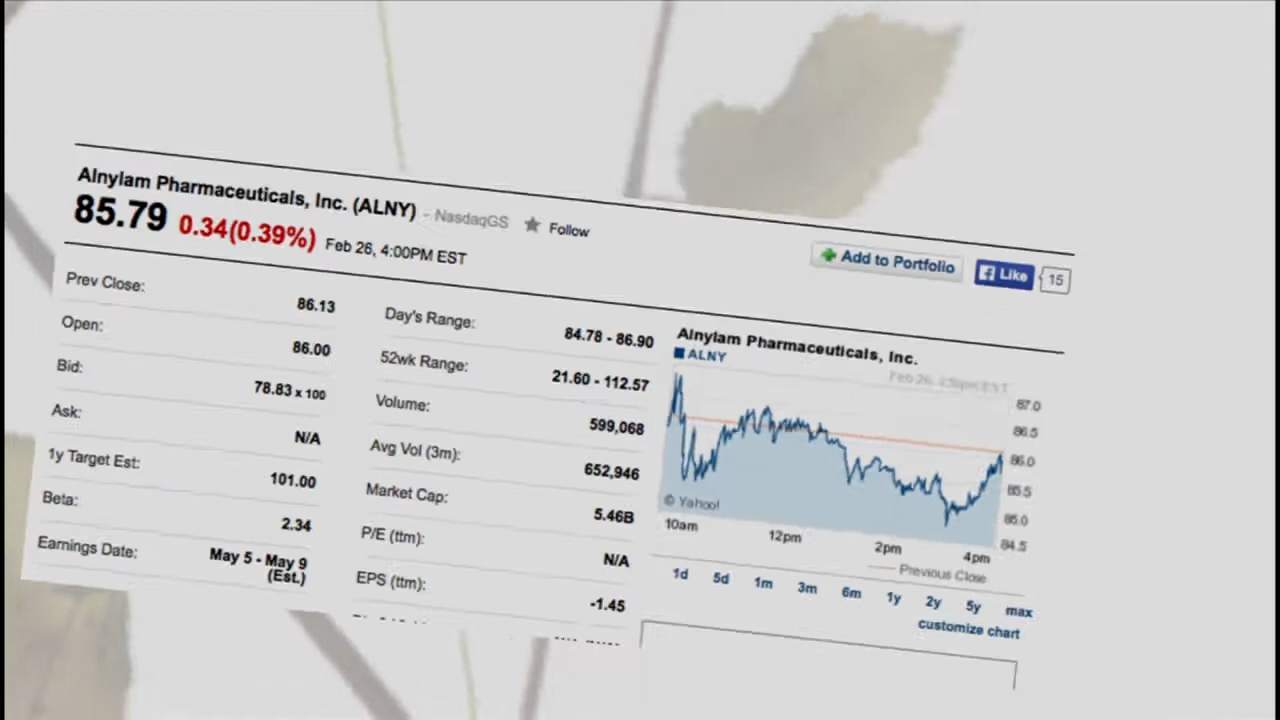 Alnylam Pharmaceuticals, Inc. (ALNY) - NasdaqGS ★ Follow
85.79 0.34(0.39%) Feb 26, 4:00PM EST
Add to Portfolio
Like 15
Prev Close: 86.13
Open: 86.00
Bid: 78.83 x 100
Ask: N/A
1y Target Est: 101.00
Beta: 2.34
Earnings Date: May 5 - May 9
(Est.)
Day's Range: 84.78 - 86.90
52wk Range: 21.60 - 112.57
Volume: 599,068
Avg Vol (3m): 652,946
Market Cap: 5.46B
P/E (ttm): N/A
EPS (ttm): -1.45
Alnylam Pharmaceuticals, Inc.
ALNY
Feb 26, EST
87.0
86.5
86.0
85.5
85.0
84.5
© Yahoo!
10am 12pm 2pm 4pm
Previous Close
1d 5d 1m 3m 6m 1y 2y 5y max
customize chart